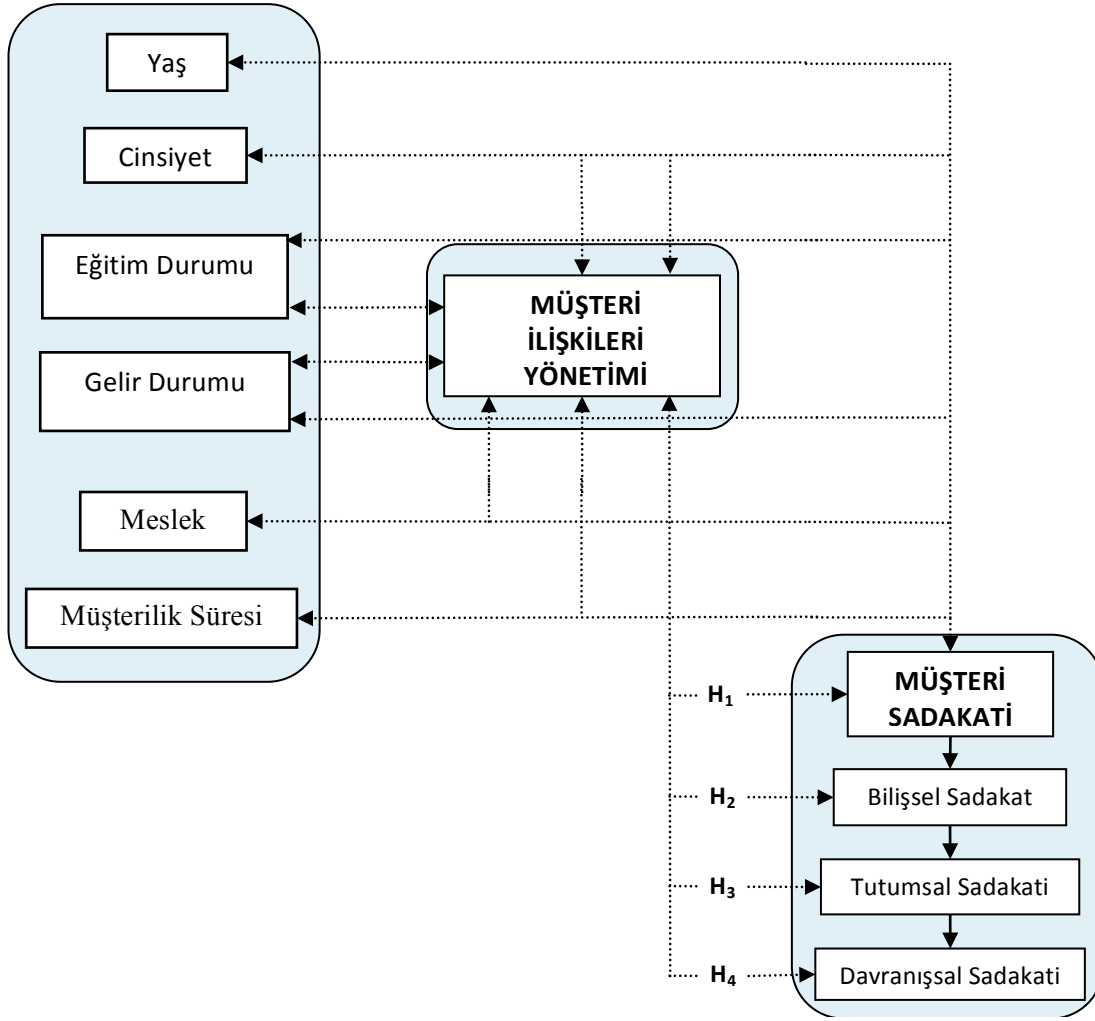 Yaş
Cinsiyet
Eğitim Durumu
Gelir Durumu
Meslek
Müşterilik Süresi
MÜŞTERİ
İLİŞKİLERİ
YÖNETİMİ
H₁
H₂
H₃
H₄
MÜŞTERİ
SADAKATİ
Bilişsel Sadakat
Tutumsal Sadakati
Davranışsal Sadakati